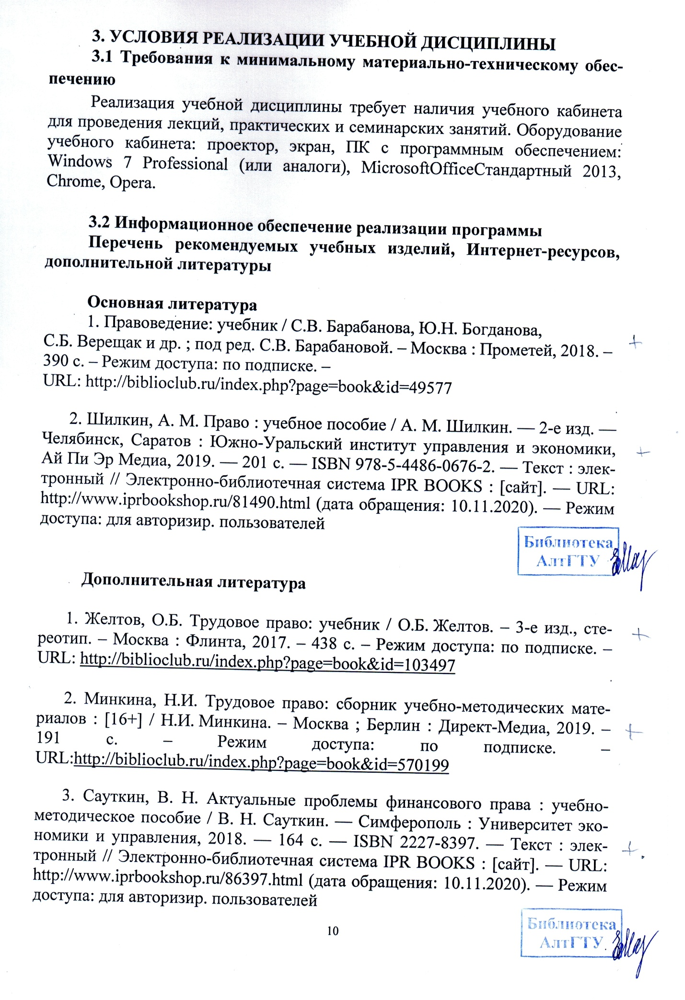 3. УСЛОВИЯ РЕАЛИЗАЦИИ УЧЕБНОЙ ДИСЦИПЛИНЫ
3.1 Требования к минимальному материально-техническому обес-
печению
Реализация учебной дисциплины требует наличия учебного кабинета
для проведения лекций, практических и семинарских занятий. Оборудование
учебного кабинета: проектор, экран, ПК с программным обеспечением:
Windows 7 Professional (или аналоги), MicrosoftOfficeСтандартный 2013,
Chrome, Opera.
3.2 Информационное обеспечение реализации программы
Перечень рекомендуемых учебных изделий, Интернет-ресурсов,
дополнительной литературы
Основная литература
1. Правоведение: учебник / С.В. Барабанова, Ю.Н. Богданова,
С.Б. Верещак и др. ; под ред. С.В. Барабановой. – Москва : Прометей, 2018. – +
390 с. – Режим доступа: по подписке. –
URL: http://biblioclub.ru/index.php?page=book&id=49577
2. Шилкин, А. М. Право : учебное пособие / А. М. Шилкин. — 2-е изд. —
Челябинск, Саратов : Южно-Уральский институт управления и экономики, +
Ай Пи Эр Медиа, 2019. — 201 с. — ISBN 978-5-4486-0676-2. — Текст : элек-
тронный // Электронно-библиотечная система IPR BOOKS : [сайт]. — URL:
http://www.iprbookshop.ru/81490.html (дата обращения: 10.11.2020). — Режим
доступа: для авторизир. пользователей
Библиотека
АлтГТУ
Дополнительная литература
1. Желтов, О.Б. Трудовое право: учебник / О.Б. Желтов. – 3-е изд., сте- +
реотип. – Москва : Флинта, 2017. – 438 с. – Режим доступа: по подписке. –
URL: http://biblioclub.ru/index.php?page=book&id=103497
2. Минкина, Н.И. Трудовое право: сборник учебно-методических мате-
риалов : [16+] / Н.И. Минкина. – Москва ; Берлин : Директ-Медиа, 2019. – +
191 с. – Режим доступа: по подписке. –
URL:http://biblioclub.ru/index.php?page=book&id=570199
3. Сауткин, В. Н. Актуальные проблемы финансового права : учебно-
методическое пособие / В. Н. Сауткин. — Симферополь : Университет эко-
номики и управления, 2018. — 164 с. — ISBN 2227-8397. — Текст : элек- +
тронный // Электронно-библиотечная система IPR BOOKS : [сайт]. — URL:
http://www.iprbookshop.ru/86397.html (дата обращения: 10.11.2020). — Режим
доступа: для авторизир. пользователей
10
Библиотека
АлтГТУ